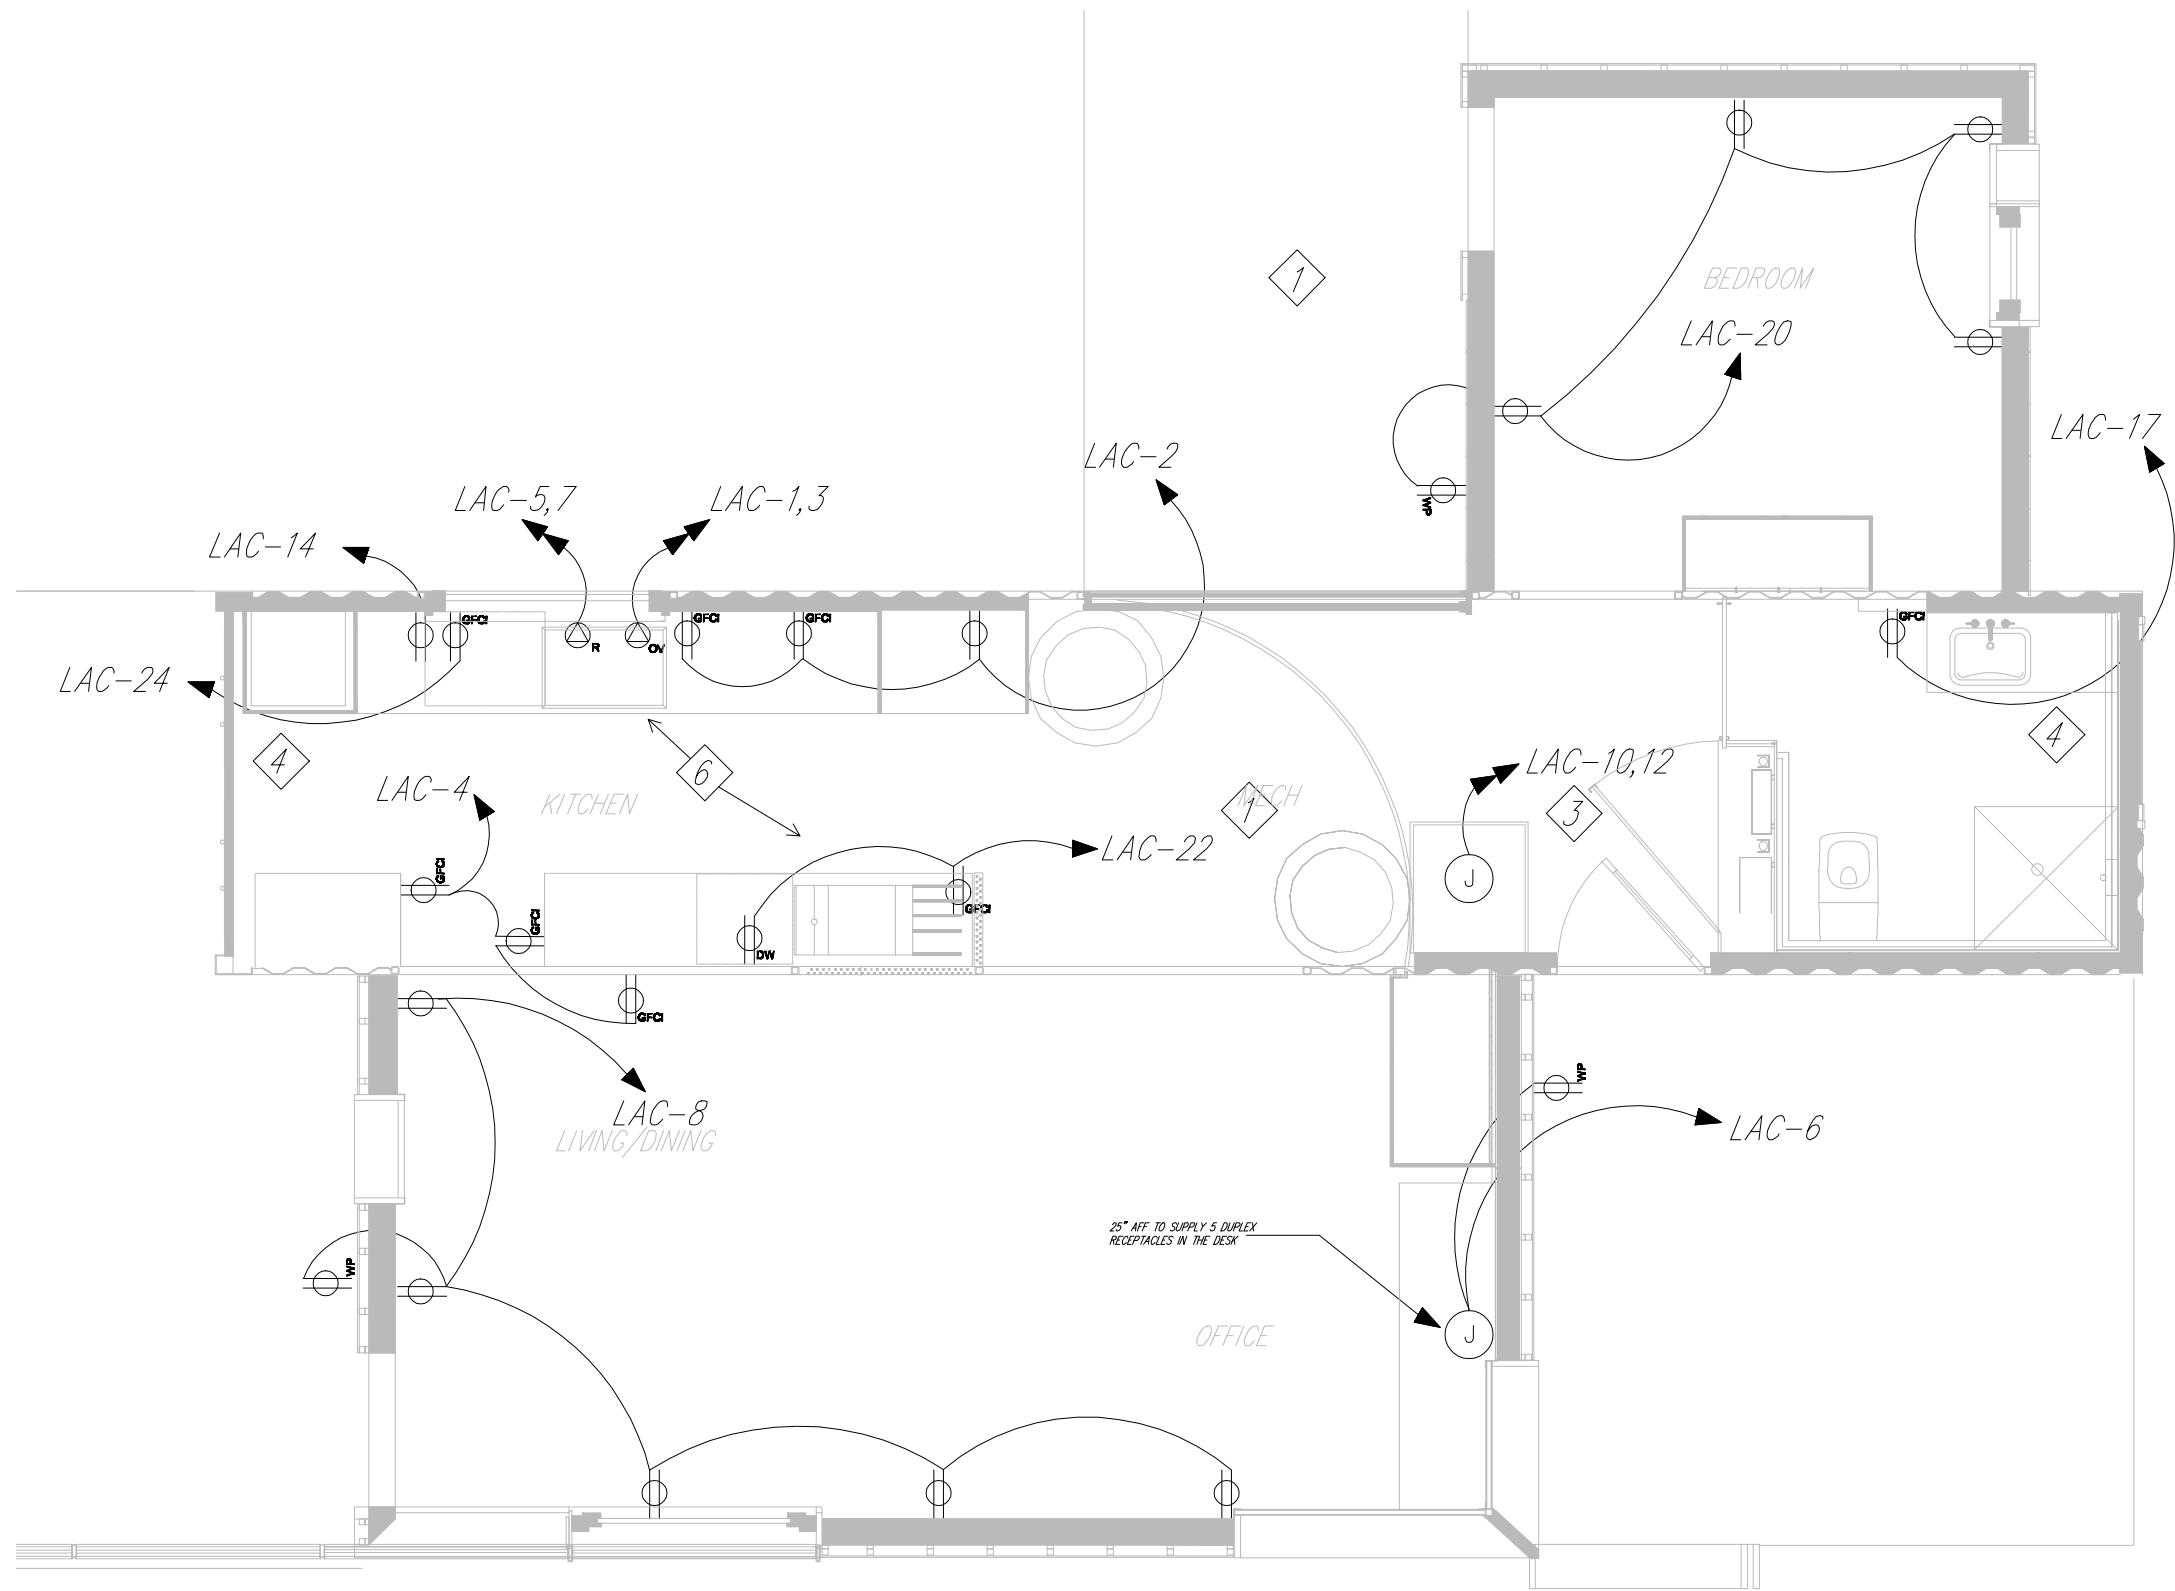 1
BEDROOM
LAC-20
LAC-17
LAC-2
WP
LAC-5,7
LAC-1,3
LAC-14
GFCI
R
OV
GFCI
GFCI
GFCI
LAC-24
4
6
4
LAC-4
KITCHEN
MECH
1
LAC-10,12
3
LAC-22
GFCI
J
GFCI
GFCI
DW
GFCI
WP
LAC-8
LIVING/DINING
LAC-6
25" AFF TO SUPPLY 5 DUPLEX
RECEPTACLES IN THE DESK
WP
OFFICE
J